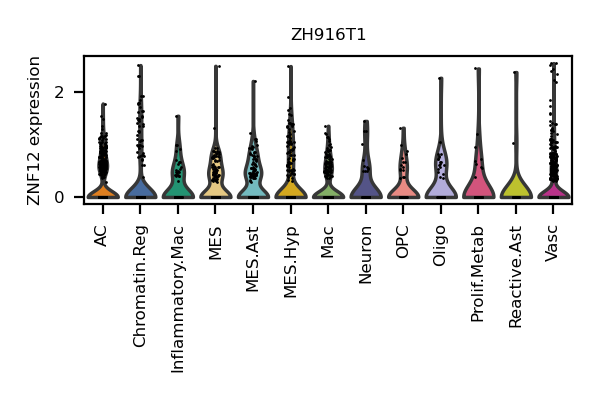 ZH916T1
ZNF12 expression
2
0
AC
Chromatin.Reg
Inflammatory.Mac
MES
MES.Ast
MES.Hyp
Mac
Neuron
OPC
Oligo
Prolif.Metab
Reactive.Ast
Vasc